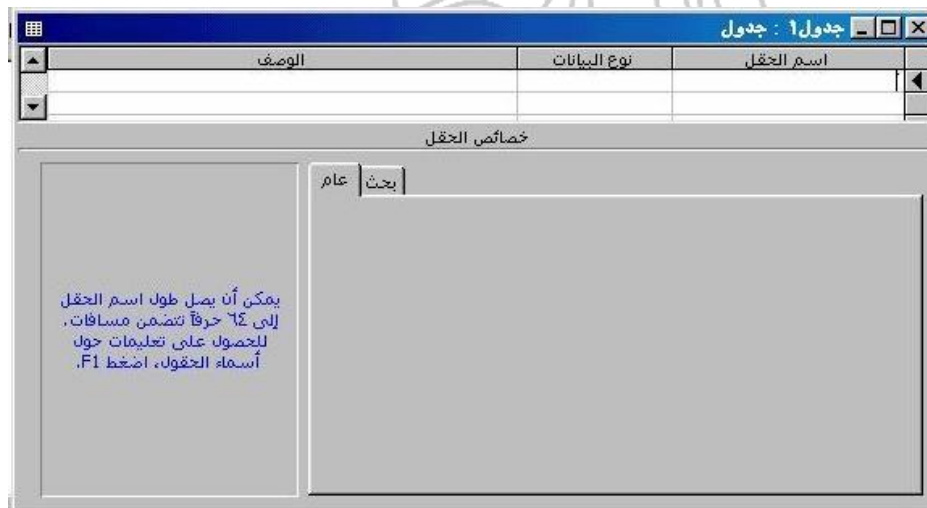 جدول١ : جدول
اسم الحقل نوع البيانات الوصف
خصائص الحقل
عام بحث
يمكن أن يصل طول اسم الحقل
إلى ٦٤ حرفاً تتضمن مسافات.
للحصول على تعليمات حول
أسماء الحقول، اضغط F1.